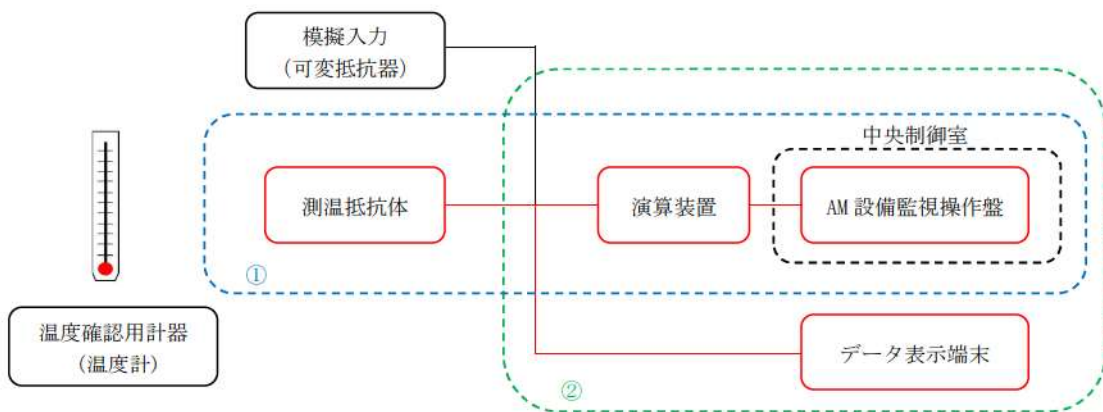 模擬入力
（可変抵抗器）
中央制御室
測温抵抗体
演算装置
AM 設備監視操作盤
①
温度確認用計器
（温度計）
データ表示端末
②